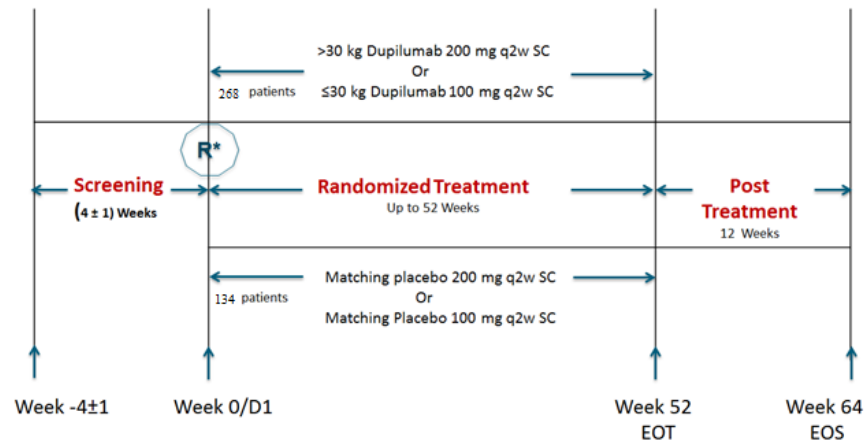 >30 kg Dupilumab 200 mg q2w SC
Or
268 patients
≤30 kg Dupilumab 100 mg q2w SC
R*
Screening
(4 ± 1) Weeks
Randomized Treatment
Up to 52 Weeks
Post
Treatment
12 Weeks
Matching placebo 200 mg q2w SC
134 patients
Or
Matching Placebo 100 mg q2w SC
Week -4±1
Week 0/D1
Week 52
EOT
Week 64
EOS